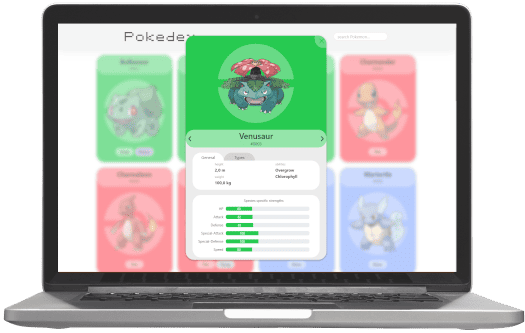 Pokedex
Search Pokemon...
Bulbasaur
Charmander
Venusaur
#0003
General
Types
Height
2.0 m
Weight
100.0 kg
Abilities
Overgrow
Chlorophyll
Species-specific strengths
HP
Attack
Defense
Special-Attack
Special-Defense
Speed
Charmeleon
Wartortle